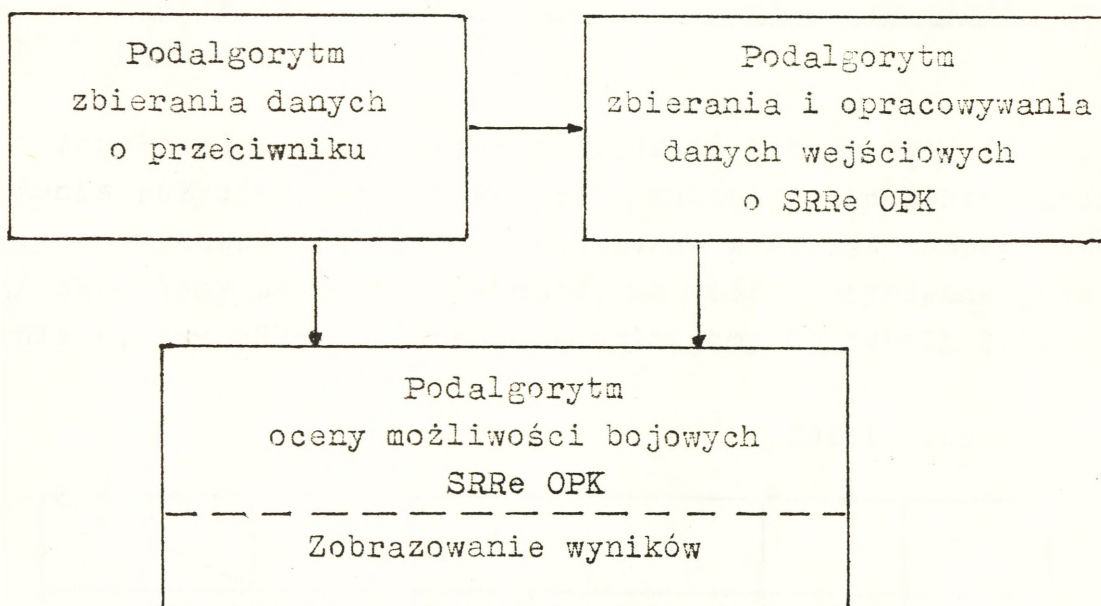 Podalgorytm
zbierania danych
o przeciwniku
Podalgorytm
zbierania i opracowywania
danych wejściowych
o SRRe OPK
Podalgorytm
oceny możliwości bojowych
SRRe OPK
Zobrazowanie wyników